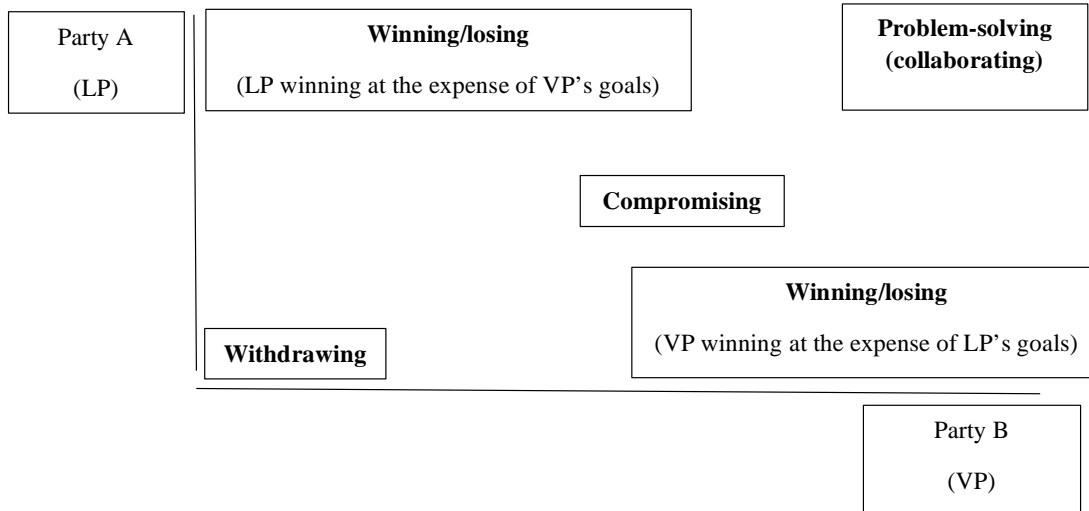 Party A
(LP)
Winning/losing
(LP winning at the expense of VP’s goals)
Problem-solving
(collaborating)
Compromising
Winning/losing
(VP winning at the expense of LP’s goals)
Withdrawing
Party B
(VP)